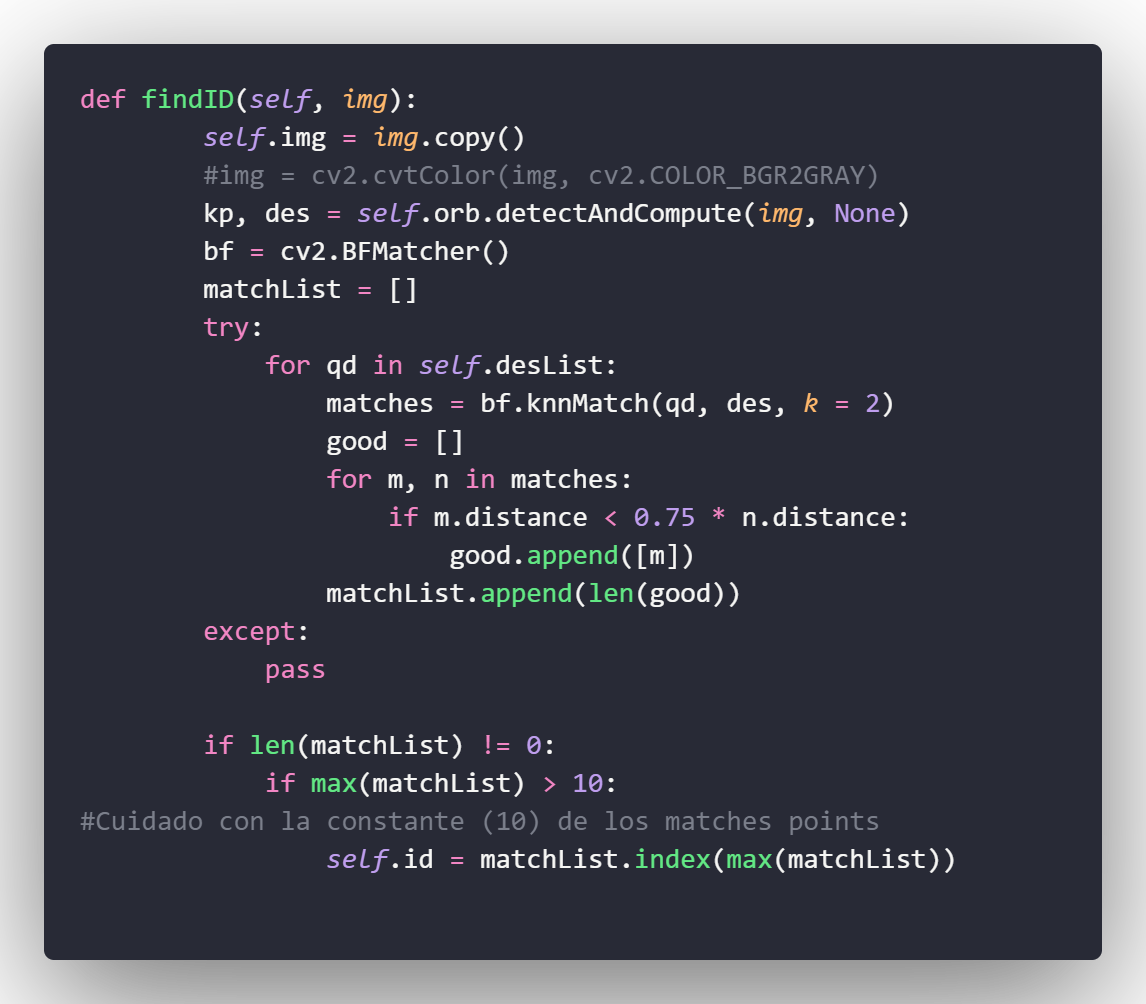 def findID(self, img):
        self.img = img.copy()
        #img = cv2.cvtColor(img, cv2.COLOR_BGR2GRAY)
        kp, des = self.orb.detectAndCompute(img, None)
        bf = cv2.BFMatcher()
        matchList = []
        try:
            for qd in self.desList:
                matches = bf.knnMatch(qd, des, k = 2)
                good = []
                for m, n in matches:
                    if m.distance < 0.75 * n.distance:
                        good.append([m])
                matchList.append(len(good))
        except:
            pass

        if len(matchList) != 0:
            if max(matchList) > 10:
#Cuidado con la constante (10) de los matches points
                self.id = matchList.index(max(matchList))